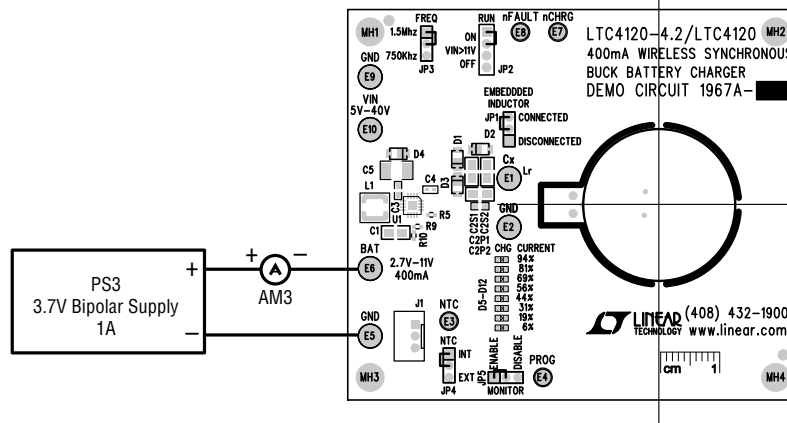 PS3
3.7V Bipolar Supply
1A
+
−
+
A
−
AM3
MH1
FREQ
1.5Mhz
750Khz
JP3
RUN
ON
VIN>11V
OFF
JP2
nFAULT
E8
nCHRG
E7
LTC4120-4.2/LTC4120
400mA WIRELESS SYNCHRONOUS
BUCK BATTERY CHARGER
DEMO CIRCUIT 1967A-
MH2
GND
E9
VIN
5V-40V
E10
EMBEDDDED
INDUCTOR
JP1
CONNECTED
D2
DISCONNECTED
D1
D3
D4
C5
L1
C4
C3
U1
C1
R5
R9
R10
Cx
Lr
E1
GND
E2
C2S1
C2S2
C2P1
C2P2
BAT
E6
2.7V-11V
400mA
CHG CURRENT
94%
81%
69%
56%
44%
31%
19%
6%
D5-D12
GND
E5
J1
NTC
E3
NTC
INT
EXT
JP4
JP5
ENABLE
DISABLE
MONITOR
PROG
E4
LINEAR
TECHNOLOGY
(408) 432-1900
www.linear.com
cm 1
MH3
MH4